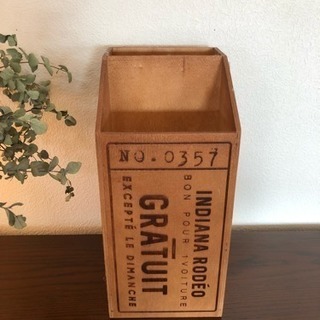 NO. 0357
INDIANA RODÉO
BON POUR 1 VOITURE
GRATUIT
EXCEPTÉ LE DIMANCHE